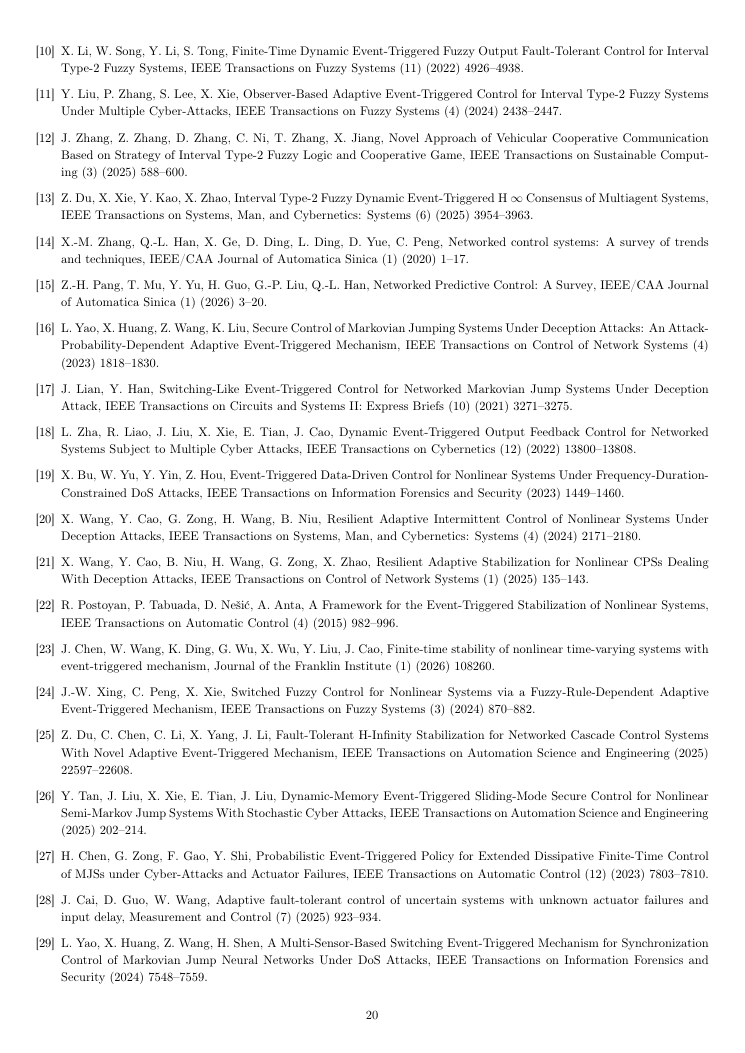 [10] X. Li, W. Song, Y. Li, S. Tong, Finite-Time Dynamic Event-Triggered Fuzzy Output Fault-Tolerant Control for Interval
Type-2 Fuzzy Systems, IEEE Transactions on Fuzzy Systems (11) (2022) 4926–4938.
[11] Y. Liu, P. Zhang, S. Lee, X. Xie, Observer-Based Adaptive Event-Triggered Control for Interval Type-2 Fuzzy Systems
Under Multiple Cyber-Attacks, IEEE Transactions on Fuzzy Systems (4) (2024) 2438–2447.
[12] J. Zhang, Z. Zhang, D. Zhang, C. Ni, T. Zhang, X. Jiang, Novel Approach of Vehicular Cooperative Communication
Based on Strategy of Interval Type-2 Fuzzy Logic and Cooperative Game, IEEE Transactions on Sustainable Comput-
ing (3) (2025) 588–600.
[13] Z. Du, X. Xie, Y. Kao, X. Zhao, Interval Type-2 Fuzzy Dynamic Event-Triggered H ∞ Consensus of Multiagent Systems,
IEEE Transactions on Systems, Man, and Cybernetics: Systems (6) (2025) 3954–3963.
[14] X.-M. Zhang, Q.-L. Han, X. Ge, D. Ding, L. Ding, D. Yue, C. Peng, Networked control systems: A survey of trends
and techniques, IEEE/CAA Journal of Automatica Sinica (1) (2020) 1–17.
[15] Z.-H. Pang, T. Mu, Y. Yu, H. Guo, G.-P. Liu, Q.-L. Han, Networked Predictive Control: A Survey, IEEE/CAA Journal
of Automatica Sinica (1) (2026) 3–20.
[16] L. Yao, X. Huang, Z. Wang, K. Liu, Secure Control of Markovian Jumping Systems Under Deception Attacks: An Attack-
Probability-Dependent Adaptive Event-Triggered Mechanism, IEEE Transactions on Control of Network Systems (4)
(2023) 1818–1830.
[17] J. Lian, Y. Han, Switching-Like Event-Triggered Control for Networked Markovian Jump Systems Under Deception
Attack, IEEE Transactions on Circuits and Systems II: Express Briefs (10) (2021) 3271–3275.
[18] L. Zha, R. Liao, J. Liu, X. Xie, E. Tian, J. Cao, Dynamic Event-Triggered Output Feedback Control for Networked
Systems Subject to Multiple Cyber Attacks, IEEE Transactions on Cybernetics (12) (2022) 13800–13808.
[19] X. Bu, W. Yu, Y. Yin, Z. Hou, Event-Triggered Data-Driven Control for Nonlinear Systems Under Frequency-Duration-
Constrained DoS Attacks, IEEE Transactions on Information Forensics and Security (2023) 1449–1460.
[20] X. Wang, Y. Cao, G. Zong, H. Wang, B. Niu, Resilient Adaptive Intermittent Control of Nonlinear Systems Under
Deception Attacks, IEEE Transactions on Systems, Man, and Cybernetics: Systems (4) (2024) 2171–2180.
[21] X. Wang, Y. Cao, B. Niu, H. Wang, G. Zong, X. Zhao, Resilient Adaptive Stabilization for Nonlinear CPSs Dealing
With Deception Attacks, IEEE Transactions on Control of Network Systems (1) (2025) 135–143.
[22] R. Postoyan, P. Tabuada, D. Nešić, A. Anta, A Framework for the Event-Triggered Stabilization of Nonlinear Systems,
IEEE Transactions on Automatic Control (4) (2015) 982–996.
[23] J. Chen, W. Wang, K. Ding, G. Wu, X. Wu, Y. Liu, J. Cao, Finite-time stability of nonlinear time-varying systems with
event-triggered mechanism, Journal of the Franklin Institute (1) (2026) 108260.
[24] J.-W. Xing, C. Peng, X. Xie, Switched Fuzzy Control for Nonlinear Systems via a Fuzzy-Rule-Dependent Adaptive
Event-Triggered Mechanism, IEEE Transactions on Fuzzy Systems (3) (2024) 870–882.
[25] Z. Du, C. Chen, C. Li, X. Yang, J. Li, Fault-Tolerant H-Infinity Stabilization for Networked Cascade Control Systems
With Novel Adaptive Event-Triggered Mechanism, IEEE Transactions on Automation Science and Engineering (2025)
22597–22608.
[26] Y. Tan, J. Liu, X. Xie, E. Tian, J. Liu, Dynamic-Memory Event-Triggered Sliding-Mode Secure Control for Nonlinear
Semi-Markov Jump Systems With Stochastic Cyber Attacks, IEEE Transactions on Automation Science and Engineering
(2025) 202–214.
[27] H. Chen, G. Zong, F. Gao, Y. Shi, Probabilistic Event-Triggered Policy for Extended Dissipative Finite-Time Control
of MJSs under Cyber-Attacks and Actuator Failures, IEEE Transactions on Automatic Control (12) (2023) 7803–7810.
[28] J. Cai, D. Guo, W. Wang, Adaptive fault-tolerant control of uncertain systems with unknown actuator failures and
input delay, Measurement and Control (7) (2025) 923–934.
[29] L. Yao, X. Huang, Z. Wang, H. Shen, A Multi-Sensor-Based Switching Event-Triggered Mechanism for Synchronization
Control of Markovian Jump Neural Networks Under DoS Attacks, IEEE Transactions on Information Forensics and
Security (2024) 7548–7559.
20